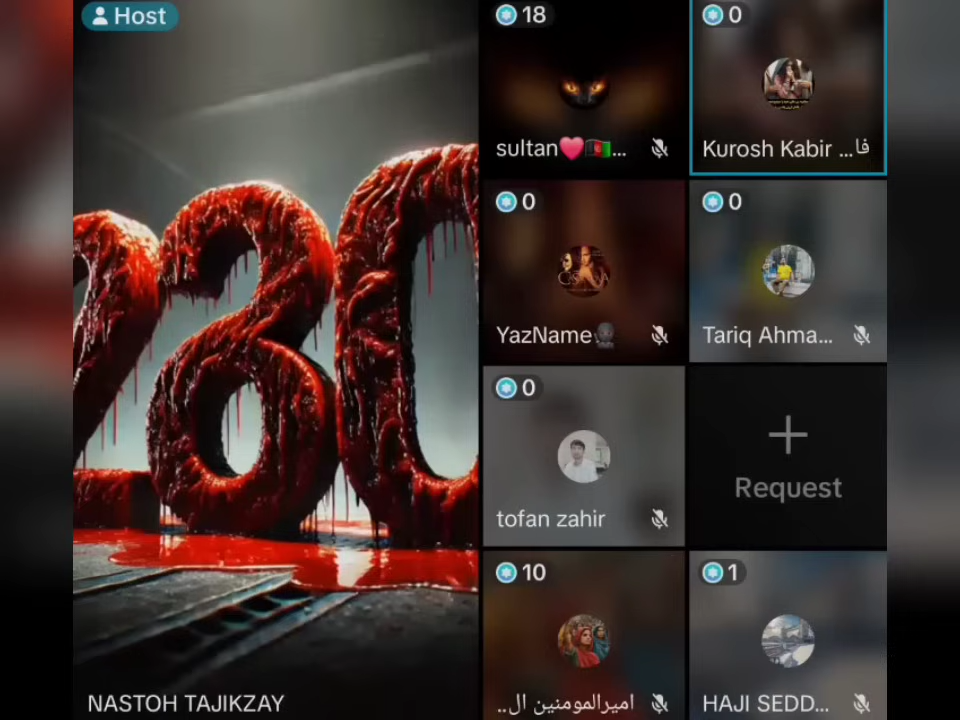 Host
280
NASTOH TAJIKZAY
18
sultan❤️🇦🇫...
0
Kurosh Kabir ...فا
0
YazName
0
Tariq Ahma...
0
tofan zahir
+
Request
10
امیرالمومنین ال..
1
HAJI SEDD...